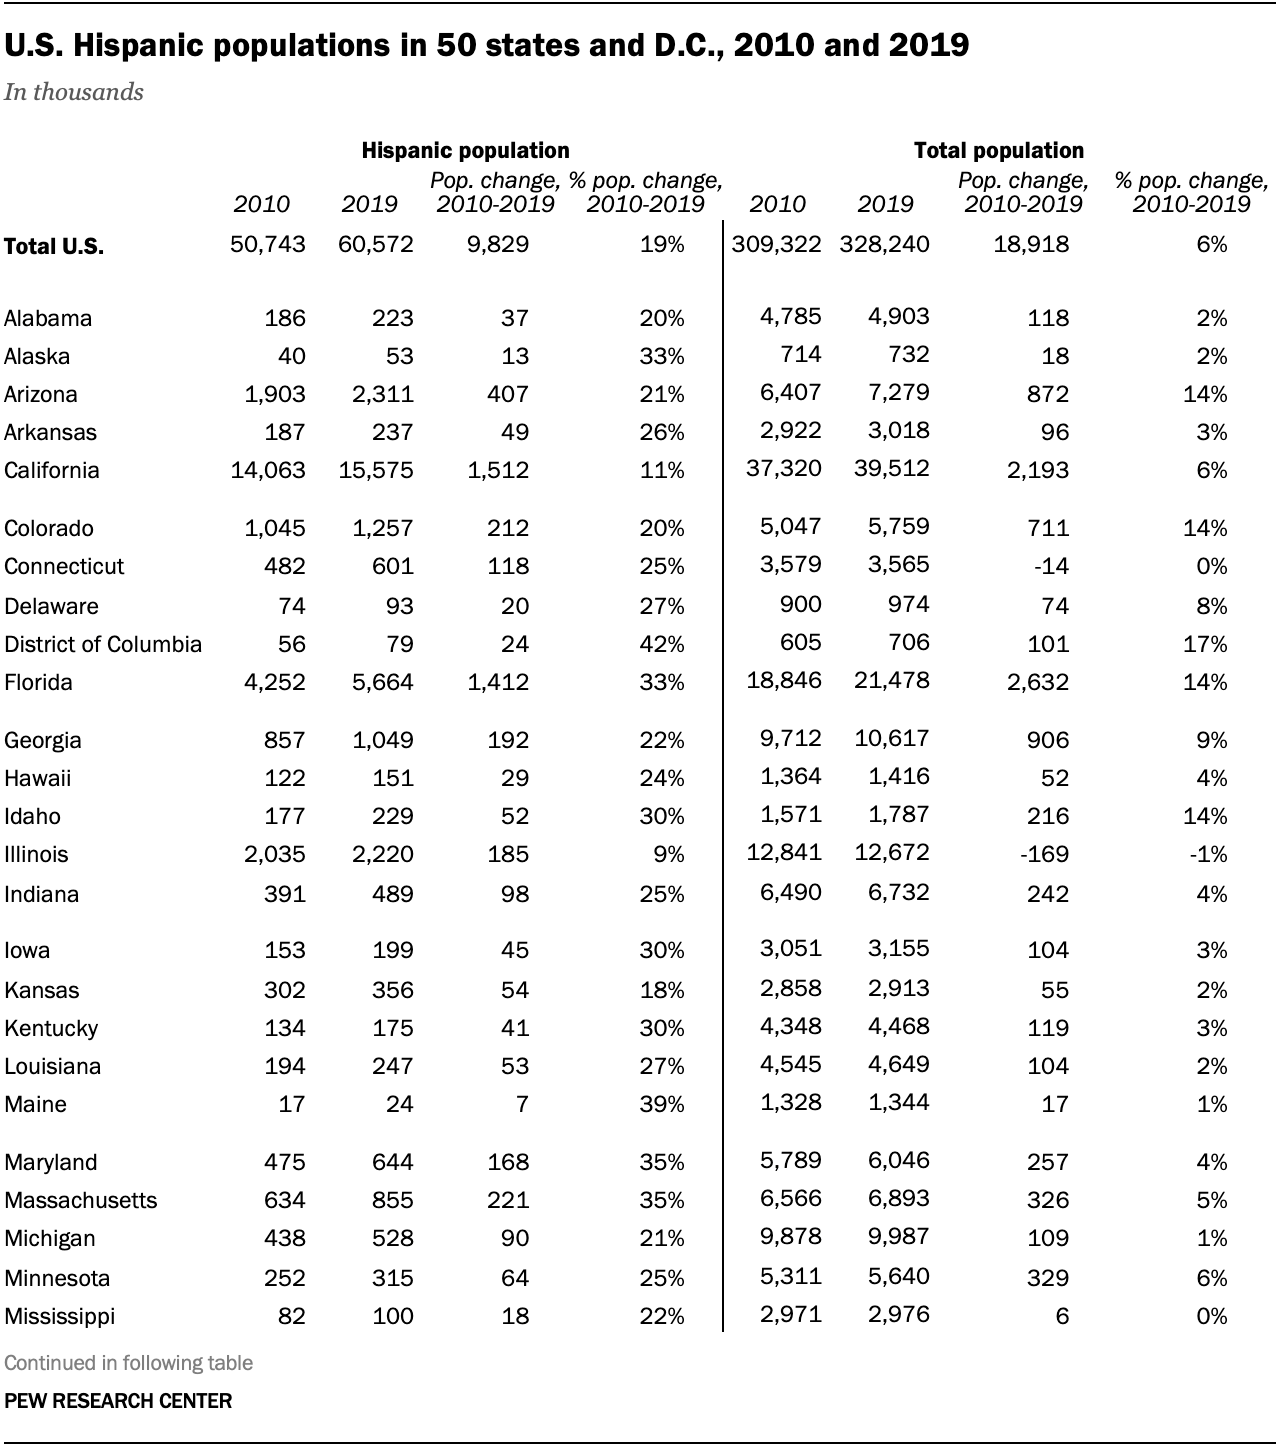 U.S. Hispanic populations in 50 states and D.C., 2010 and 2019
In thousands
Hispanic population Total population
Pop. change, % pop. change, Pop. change, % pop. change,
2010 2019 2010-2019 2010-2019 2010 2019 2010-2019 2010-2019
Total U.S. 50,743 60,572 9,829 19% 309,322 328,240 18,918 6%
Alabama 186 223 37 20% 4,785 4,903 118 2%
Alaska 40 53 13 33% 714 732 18 2%
Arizona 1,903 2,311 407 21% 6,407 7,279 872 14%
Arkansas 187 237 49 26% 2,922 3,018 96 3%
California 14,063 15,575 1,512 11% 37,320 39,512 2,193 6%
Colorado 1,045 1,257 212 20% 5,047 5,759 711 14%
Connecticut 482 601 118 25% 3,579 3,565 -14 0%
Delaware 74 93 20 27% 900 974 74 8%
District of Columbia 56 79 24 42% 605 706 101 17%
Florida 4,252 5,664 1,412 33% 18,846 21,478 2,632 14%
Georgia 857 1,049 192 22% 9,712 10,617 906 9%
Hawaii 122 151 29 24% 1,364 1,416 52 4%
Idaho 177 229 52 30% 1,571 1,787 216 14%
Illinois 2,035 2,220 185 9% 12,841 12,672 -169 -1%
Indiana 391 489 98 25% 6,490 6,732 242 4%
Iowa 153 199 45 30% 3,051 3,155 104 3%
Kansas 302 356 54 18% 2,858 2,913 55 2%
Kentucky 134 175 41 30% 4,348 4,468 119 3%
Louisiana 194 247 53 27% 4,545 4,649 104 2%
Maine 17 24 7 39% 1,328 1,344 17 1%
Maryland 475 644 168 35% 5,789 6,046 257 4%
Massachusetts 634 855 221 35% 6,566 6,893 326 5%
Michigan 438 528 90 21% 9,878 9,987 109 1%
Minnesota 252 315 64 25% 5,311 5,640 329 6%
Mississippi 82 100 18 22% 2,971 2,976 6 0%
Continued in following table
PEW RESEARCH CENTER